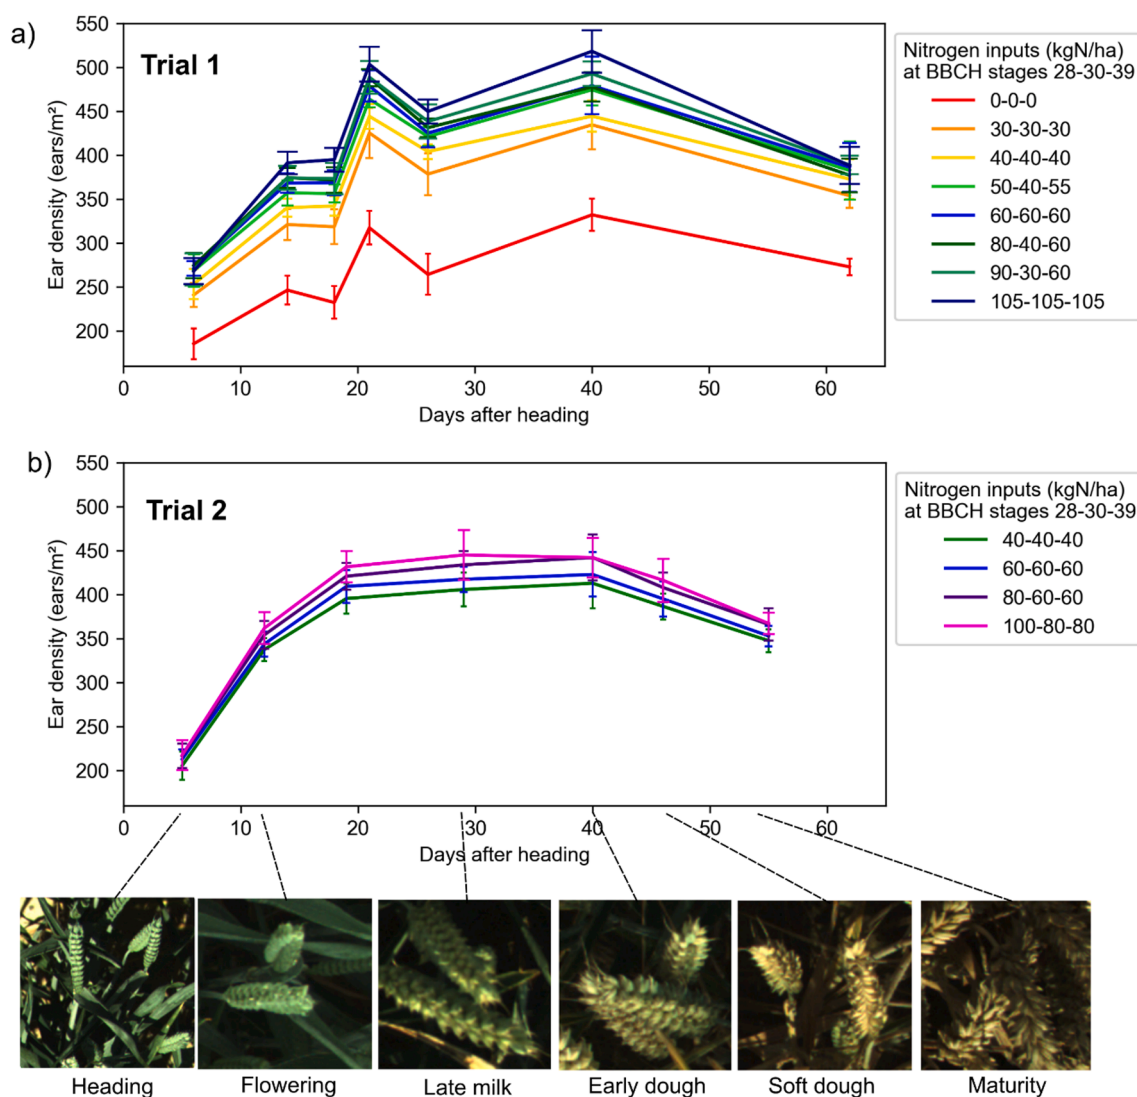 a)
Trial 1
550
500
450
400
350
300
250
200
Ear density (ears/m²)
0 10 20 30 40 50 60
Days after heading
Nitrogen inputs (kgN/ha)
at BBCH stages 28-30-39
0-0-0
30-30-30
40-40-40
50-40-55
60-60-60
80-40-60
90-30-60
105-105-105
b)
Trial 2
550
500
450
400
350
300
250
200
Ear density (ears/m²)
0 10 20 30 40 50 60
Days after heading
Nitrogen inputs (kgN/ha)
at BBCH stages 28-30-39
40-40-40
60-60-60
80-60-60
100-80-80
Heading Flowering Late milk Early dough Soft dough Maturity